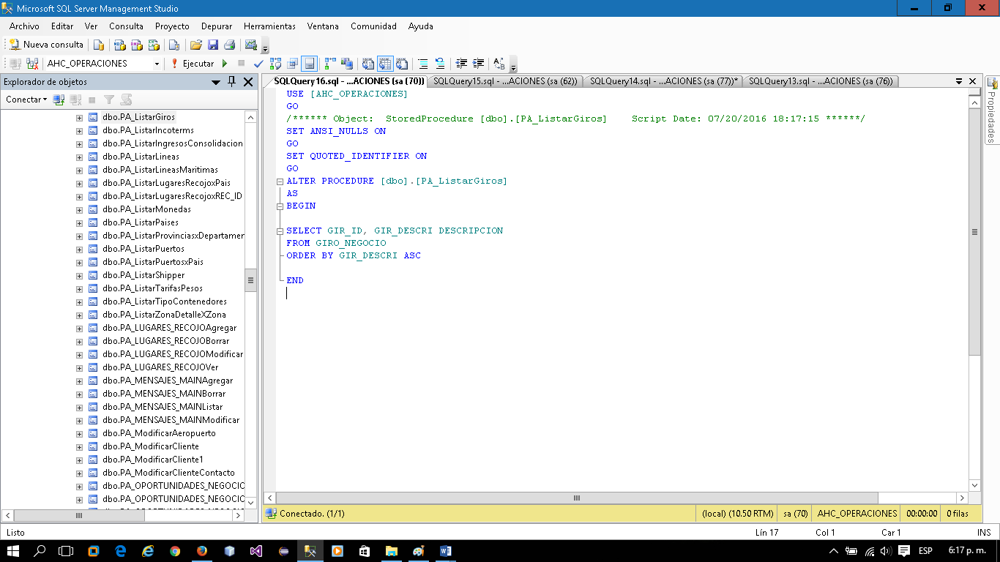 Microsoft SQL Server Management Studio
Archivo Editar Ver Consulta Proyecto Depurar Herramientas Ventana Comunidad Ayuda
Nueva consulta
AHC_OPERACIONES Ejecutar
Explorador de objetos
Conectar
dbo.PA_ListarGiros
dbo.PA_ListarIncoterms
dbo.PA_ListarIngresosConsolidacion
dbo.PA_ListarLineas
dbo.PA_ListarLineasMaritimas
dbo.PA_ListarLugaresRecojoxPais
dbo.PA_ListarLugaresRecojoxREC_ID
dbo.PA_ListarMonedas
dbo.PA_ListarPaises
dbo.PA_ListarProvinciasxDepartamen
dbo.PA_ListarPuertos
dbo.PA_ListarPuertosxPais
dbo.PA_ListarShipper
dbo.PA_ListarTarifasPesos
dbo.PA_ListarTipoContenedores
dbo.PA_ListarZonaDetalleXZona
dbo.PA_LUGARES_RECOJOAgregar
dbo.PA_LUGARES_RECOJOBorrar
dbo.PA_LUGARES_RECOJOModificar
dbo.PA_LUGARES_RECOJOVer
dbo.PA_MENSAJES_MAINAgregar
dbo.PA_MENSAJES_MAINBorrar
dbo.PA_MENSAJES_MAINListar
dbo.PA_MENSAJES_MAINModificar
dbo.PA_ModificarAeropuerto
dbo.PA_ModificarCliente
dbo.PA_ModificarCliente1
dbo.PA_ModificarClienteContacto
dbo.PA_OPORTUNIDADES_NEGOCIO
dbo.PA_OPORTUNIDADES_NEGOCIO
SQLQuery16.sql - ...ACIONES (sa (70)) SQLQuery15.sql - ...ACIONES (sa (62)) SQLQuery14.sql - ...ACIONES (sa (77))* SQLQuery13.sql - ...ACIONES (sa (76))
USE [AHC_OPERACIONES]
GO
/****** Object:  StoredProcedure [dbo].[PA_ListarGiros]    Script Date: 07/20/2016 18:17:15 ******/
SET ANSI_NULLS ON
GO
SET QUOTED_IDENTIFIER ON
GO
ALTER PROCEDURE [dbo].[PA_ListarGiros]
AS
BEGIN
SELECT GIR_ID, GIR_DESCRI DESCRIPCION
FROM GIRO_NEGOCIO
ORDER BY GIR_DESCRI ASC
END
Propiedades
Conectado. (1/1) (local) (10.50 RTM) sa (70) AHC_OPERACIONES 00:00:00 0 filas
Listo Lín 17 Col 1 Car 1 INS
ESP 6:17 p. m.